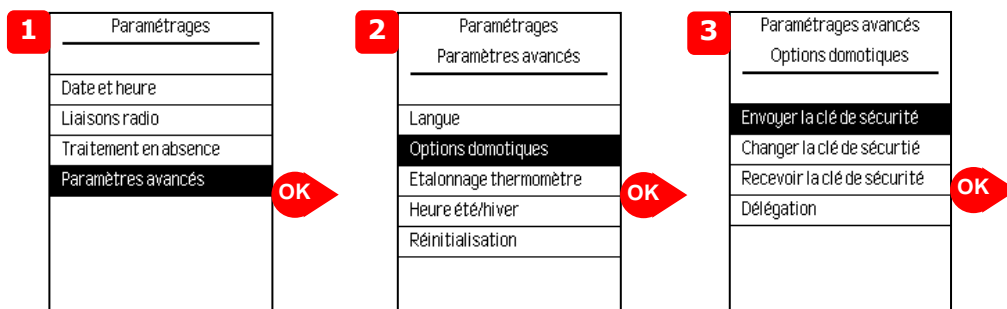 1
Paramétrages
Date et heure
Liaisons radio
Traitement en absence
Paramètres avancés
OK
2
Paramétrages
Paramètres avancés
Langue
Options domotiques
Etalonnage thermomètre
Heure été/hiver
Réinitialisation
OK
3
Paramétrages avancés
Options domotiques
Envoyer la clé de sécurité
Changer la clé de sécurtié
Recevoir la clé de sécurité
Délégation
OK